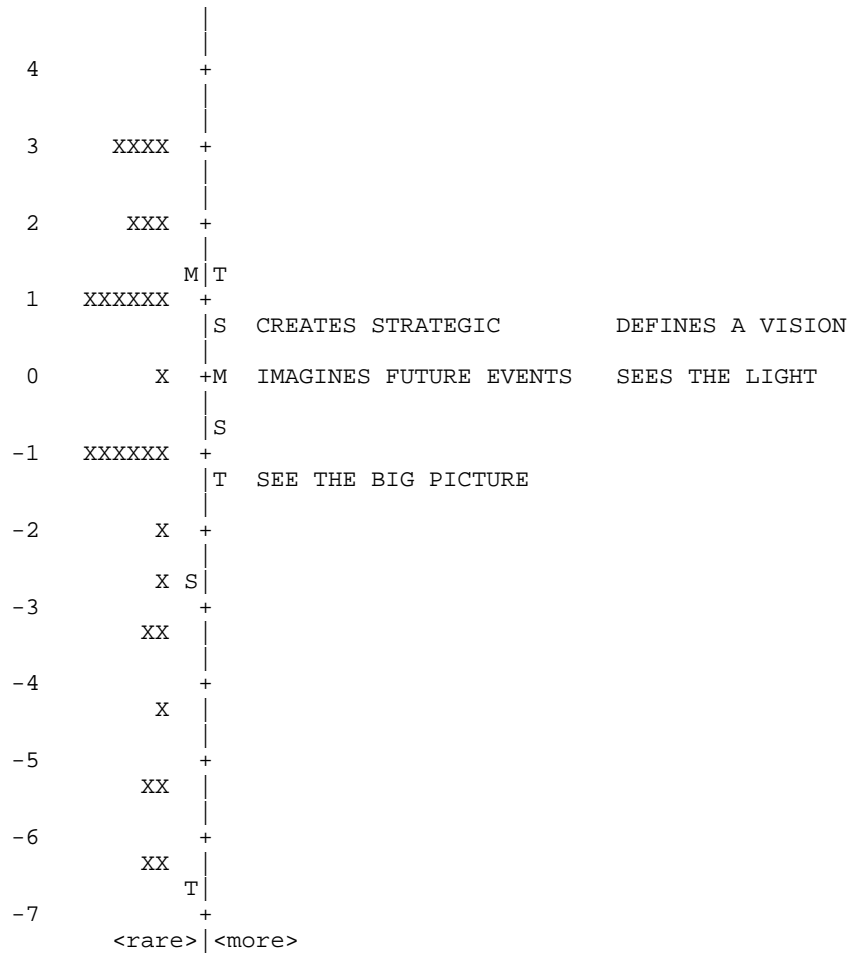 |
|
4 +
|
|
3 XXXX +
|
|
2 XXX +
|
M|T
1 XXXXXX +
|S CREATES STRATEGIC DEFINES A VISION
|
0 X +M IMAGINES FUTURE EVENTS SEES THE LIGHT
|
|S
-1 XXXXXX +
|T SEE THE BIG PICTURE
|
-2 X +
|
X S|
-3 +
XX |
|
-4 +
X |
|
-5 +
XX |
|
-6 +
XX |
T|
-7 +
<rare>|<more>